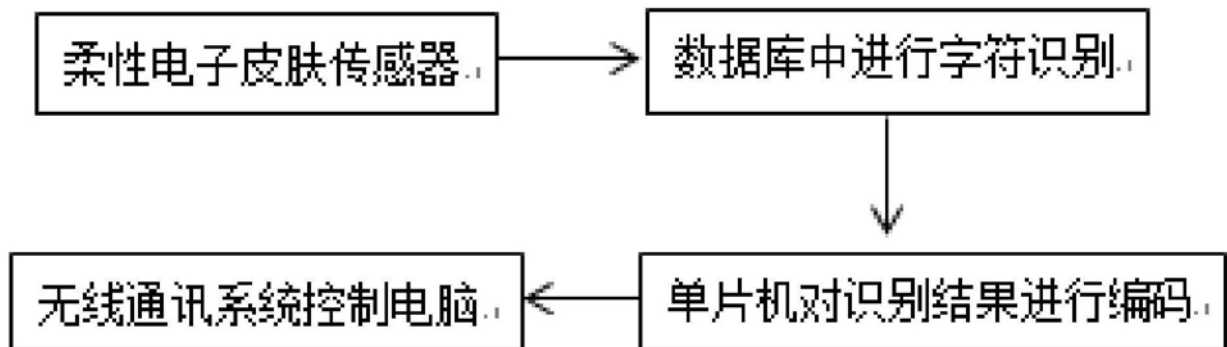 柔性电子皮肤传感器
数据库中进行字符识别
单片机对识别结果进行编码
无线通讯系统控制电脑